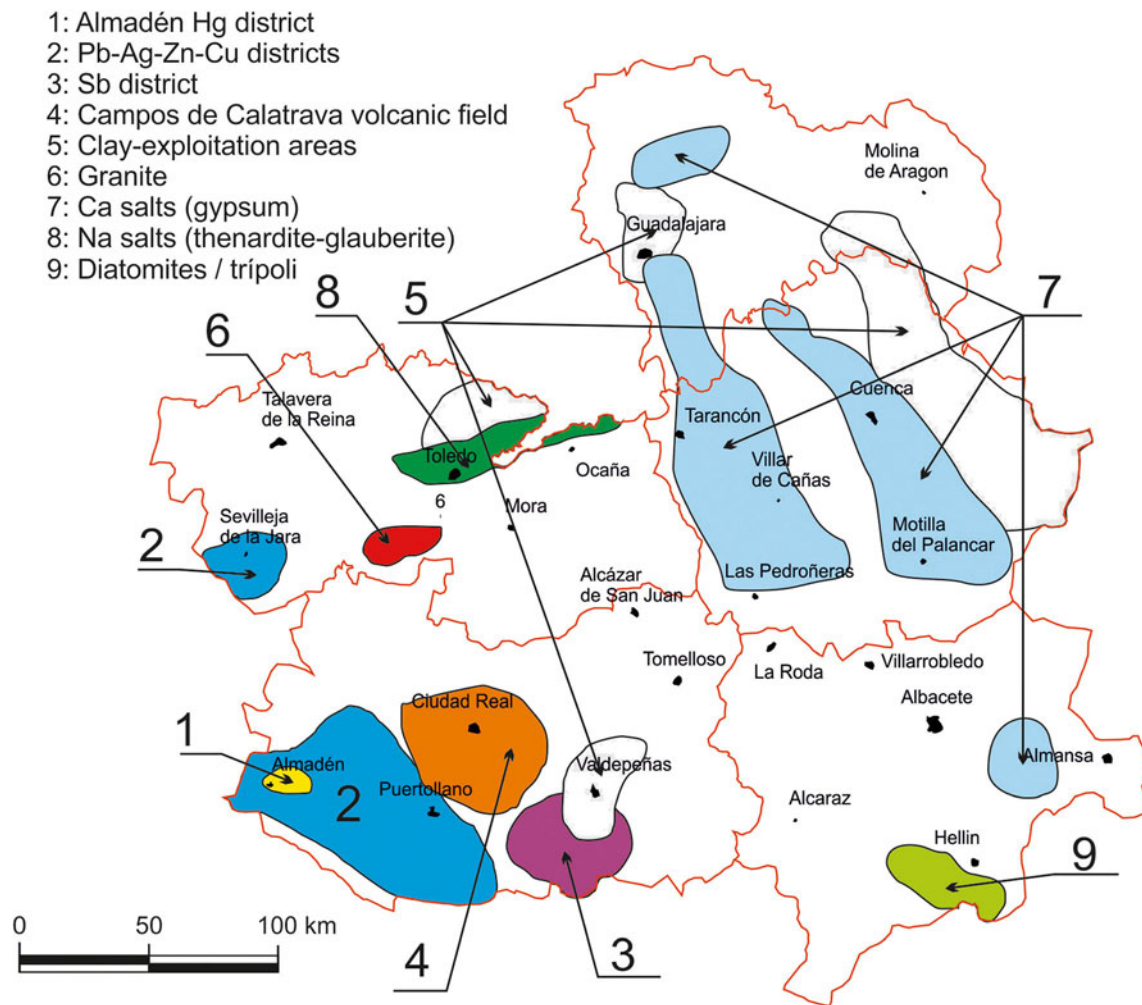 1: Almadén Hg district
2: Pb-Ag-Zn-Cu districts
3: Sb district
4: Campos de Calatrava volcanic field
5: Clay-exploitation areas
6: Granite
7: Ca salts (gypsum)
8: Na salts (thenardite-glauberite)
9: Diatomites / trípoli
Molina
de Aragon
Guadalajara
8
5
7
6
Talavera
de la Reina
Cuenca
Tarancón
Toledo
Ocaña
Villar
de Cañas
6
Mora
Sevilleja
de la Jara
2
Motilla
del Palancar
Las Pedroñeras
Alcázar
de San Juan
Tomelloso
La Roda
Villarrobledo
Albacete
Ciudad Real
1
Almadén
Valdepeñas
Almansa
Puertollano
2
Alcaraz
Hellin
9
0 50 100 km
4
3